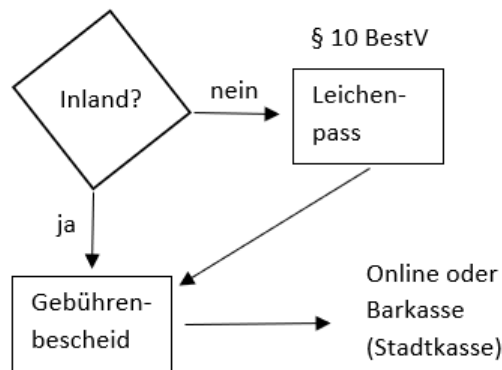 § 10 BestV
Inland?
nein
Leichen-
pass
ja
Gebühren-
bescheid
Online oder
Barkasse
(Stadtkasse)